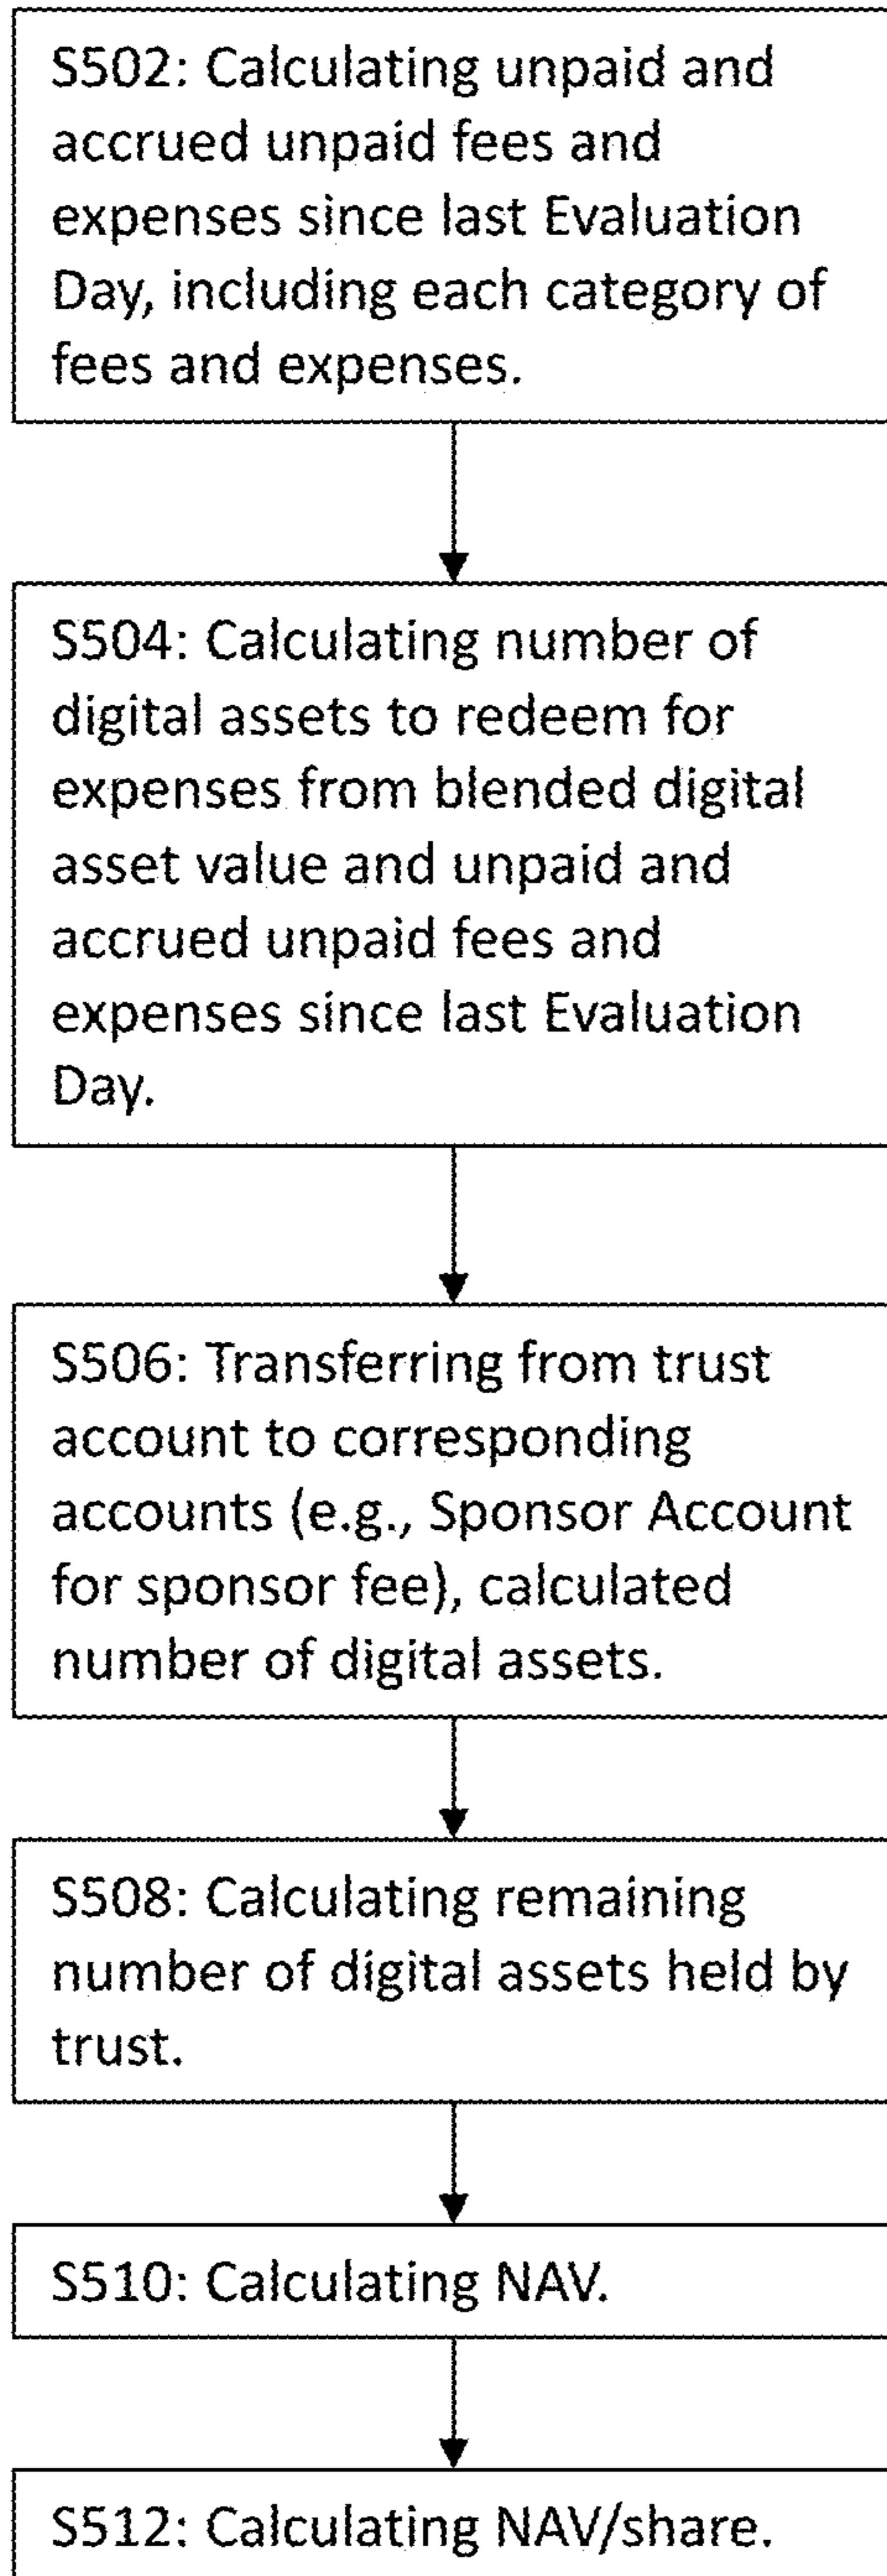 S502: Calculating unpaid and
accrued unpaid fees and
expenses since last Evaluation
Day, including each category of
fees and expenses.
S504: Calculating number of
digital assets to redeem for
expenses from blended digital
asset value and unpaid and
accrued unpaid fees and
expenses since last Evaluation
Day.
S506: Transferring from trust
account to corresponding
accounts (e.g., Sponsor Account
for sponsor fee), calculated
number of digital assets.
S508: Calculating remaining
number of digital assets held by
trust.
S510: Calculating NAV.
S512: Calculating NAV/share.